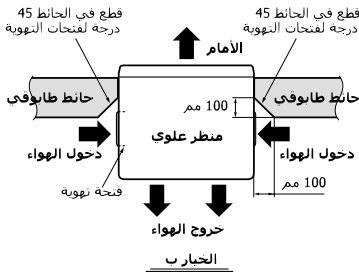 قطع في الحائط 45
درجة لفتحات التهوية
الأمام
قطع في الحائط 45
درجة لفتحات التهوية
حائط طابوقي
حائط طابوقي
100 مم
منظر علوي
دخول الهواء
دخول الهواء
فتحة تهوية
100 مم
خروج الهواء
الخيار ب